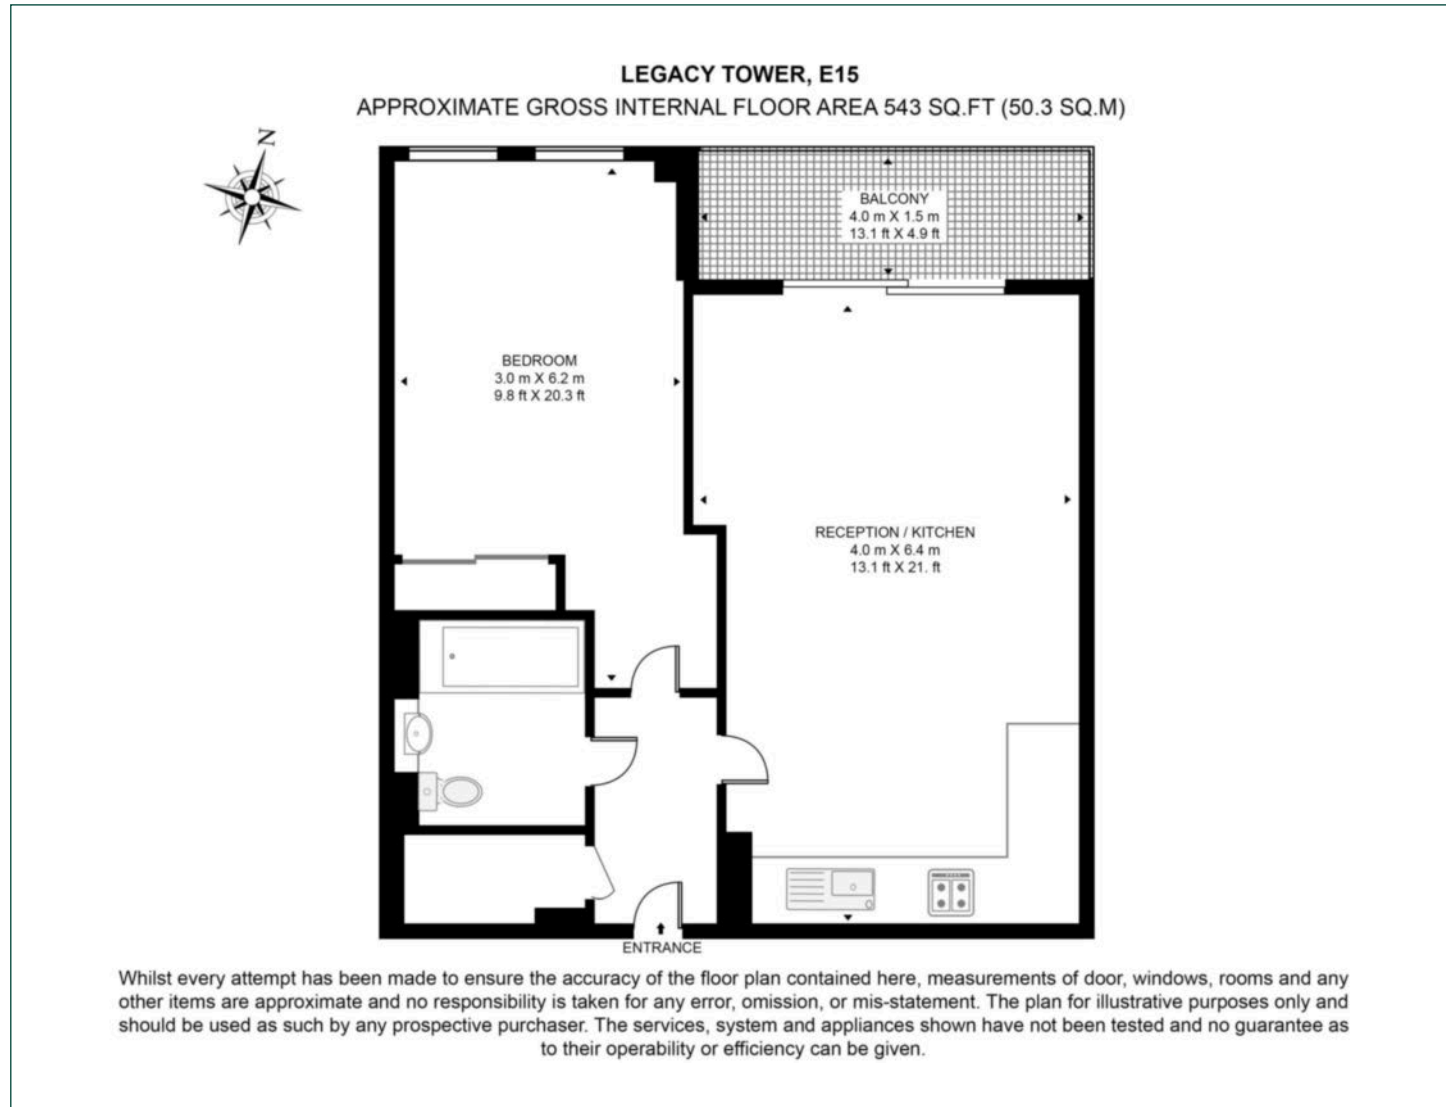 LEGACY TOWER, E15
APPROXIMATE GROSS INTERNAL FLOOR AREA 543 SQ.FT (50.3 SQ.M)
N
BALCONY
4.0 m X 1.5 m
13.1 ft X 4.9 ft
BEDROOM
3.0 m X 6.2 m
9.8 ft X 20.3 ft
RECEPTION / KITCHEN
4.0 m X 6.4 m
13.1 ft X 21. ft
ENTRANCE
Whilst every attempt has been made to ensure the accuracy of the floor plan contained here, measurements of door, windows, rooms and any
other items are approximate and no responsibility is taken for any error, omission, or mis-statement. The plan for illustrative purposes only and
should be used as such by any prospective purchaser. The services, system and appliances shown have not been tested and no guarantee as
to their operability or efficiency can be given.